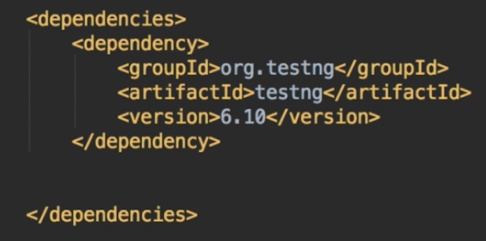 <dependencies>
<dependency>
<groupId>org.testng</groupId>
<artifactId>testng</artifactId>
<version>6.10</version>
</dependency>
</dependencies>